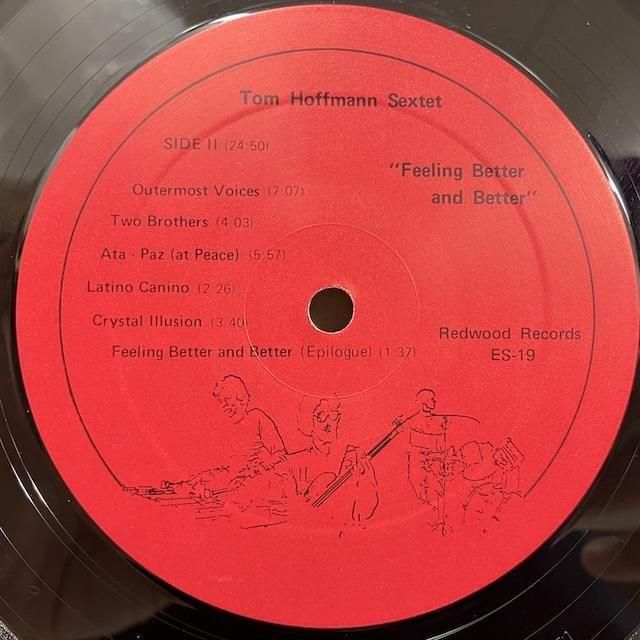 Tom Hoffmann Sextet
SIDE II (24:50)
"Feeling Better
and Better"
Outermost Voices (7:07)
Two Brothers (4:03)
Ata - Paz (at Peace) (5:57)
Latino Canino (2:26)
Crystal Illusion (3:40)
Feeling Better and Better (Epilogue) (1:37)
Redwood Records
ES-19